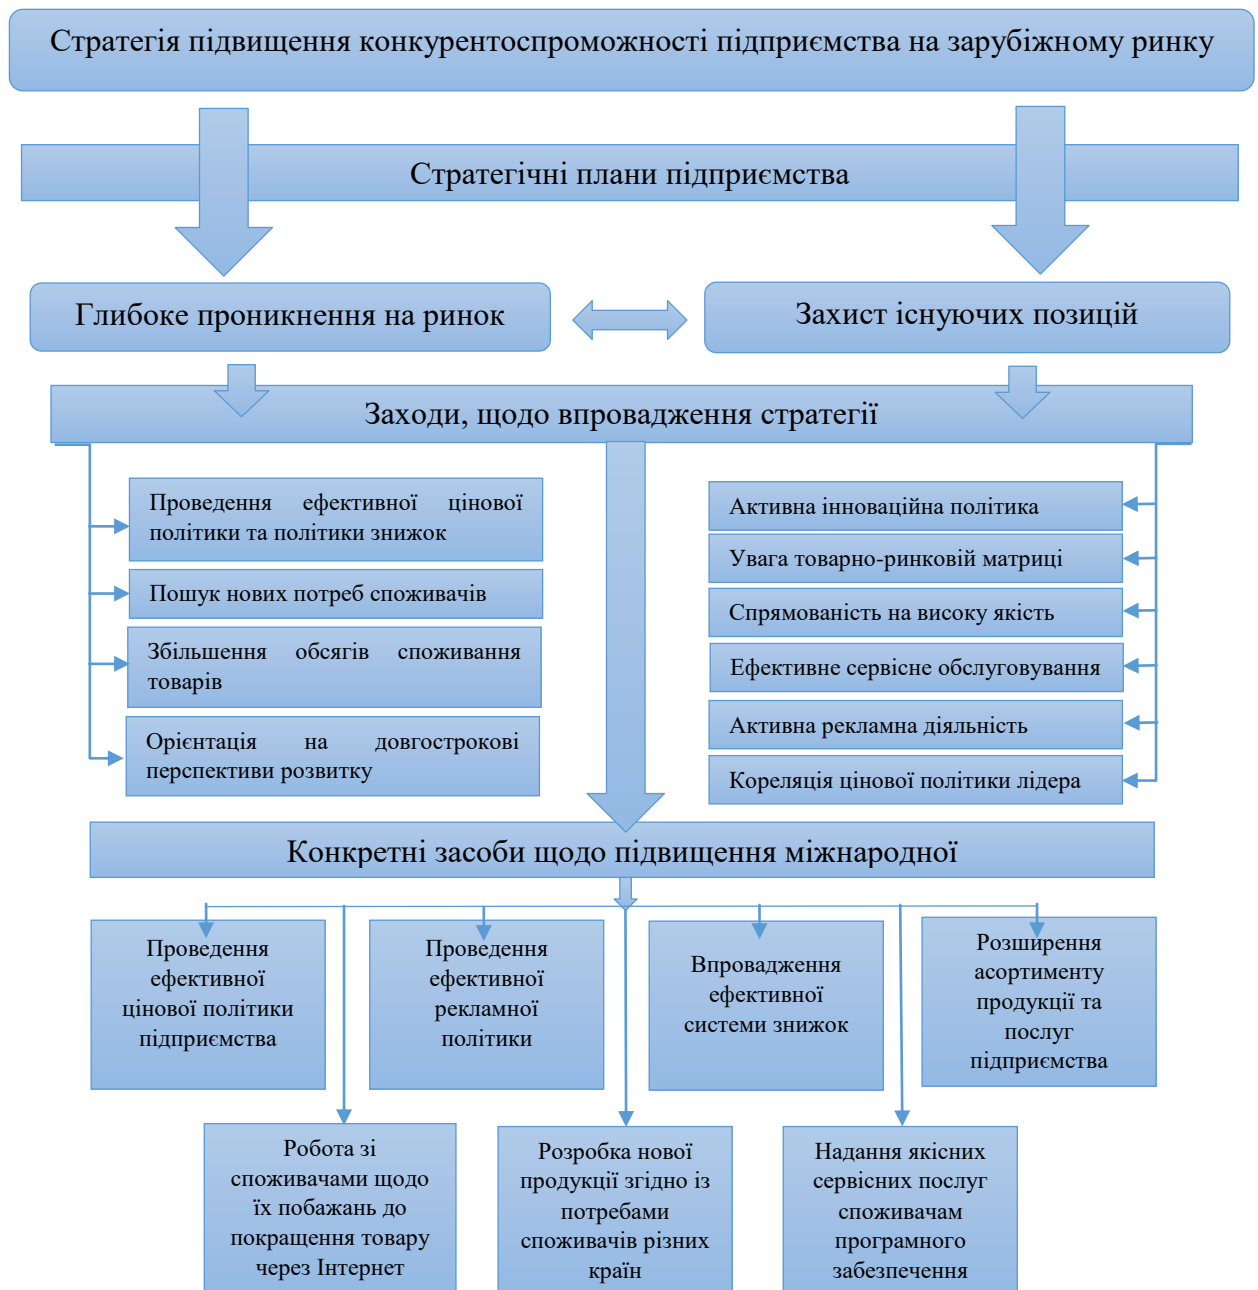 Стратегія підвищення конкурентоспроможності підприємства на зарубіжному ринку
Стратегічні плани підприємства
Глибоке проникнення на ринок
Захист існуючих позицій
Заходи, щодо впровадження стратегії
Проведення ефективної цінової
політики та політики знижок
Пошук нових потреб споживачів
Збільшення обсягів споживання
товарів
Орієнтація на довгострокові
перспективи розвитку
Активна інноваційна політика
Увага товарно-ринковій матриці
Спрямованість на високу якість
Ефективне сервісне обслуговування
Активна рекламна діяльність
Кореляція цінової політики лідера
Конкретні засоби щодо підвищення міжнародної
Проведення
ефективної
цінової політики
підприємства
Проведення
ефективної
рекламної
політики
Впровадження
ефективної
системи знижок
Розширення
асортименту
продукції та
послуг
підприємства
Робота зі
споживачами щодо
їх побажань до
покращення товару
через Інтернет
Розробка нової
продукції згідно із
потребами
споживачів різних
країн
Надання якісних
сервісних послуг
споживачам
програмного
забезпечення